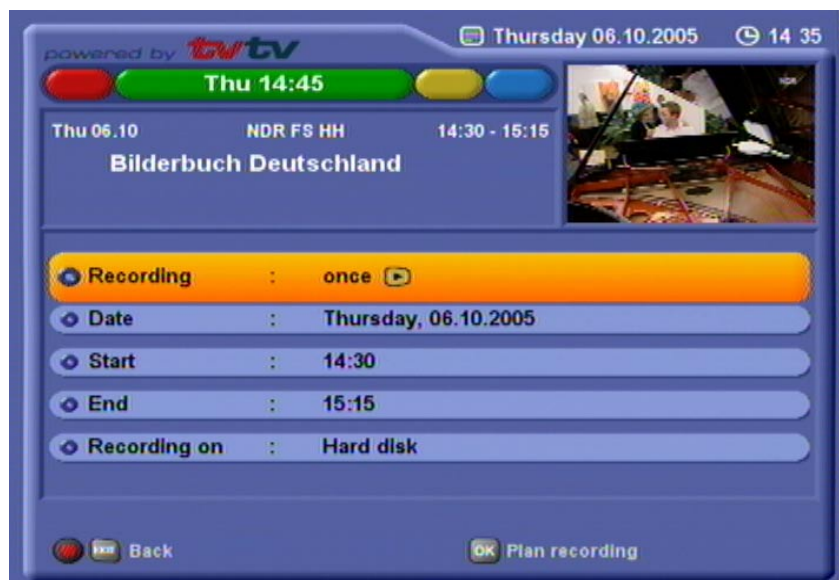 powered by tvtv
Thursday 06.10.2005 14 35
Thu 14:45
Thu 06.10 NDR FS HH 14:30 - 15:15
Bilderbuch Deutschland
NDR
Recording : once
Date : Thursday, 06.10.2005
Start : 14:30
End : 15:15
Recording on : Hard disk
EXIT Back
OK Plan recording